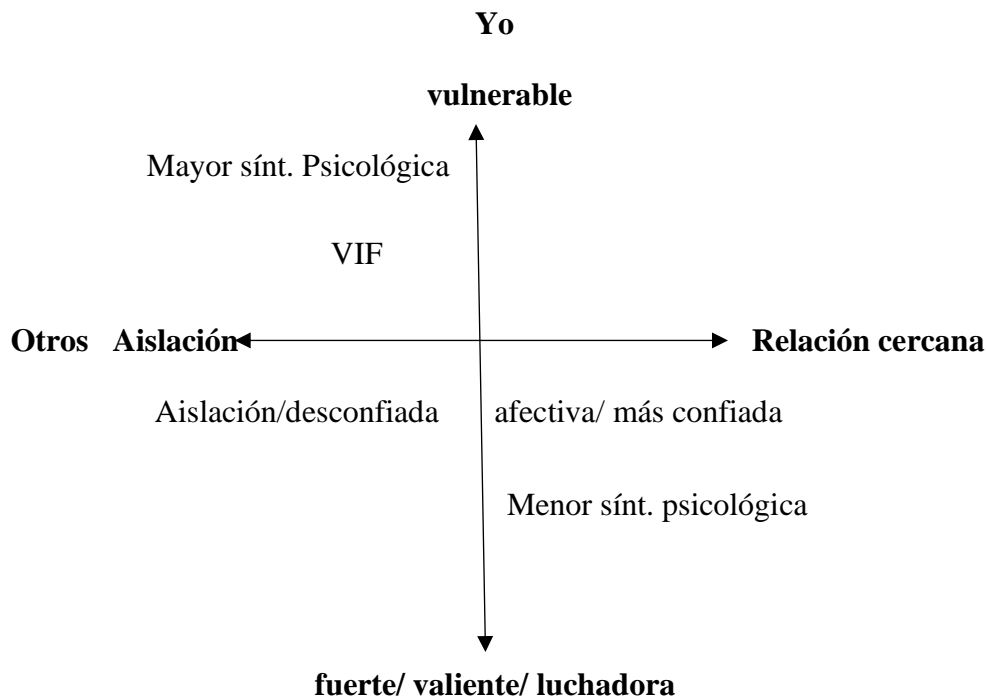 Yo
vulnerable
Mayor sínt. Psicológica
VIF
Otros Aislación Relación cercana
Aislación/desconfiada afectiva/ más confiada
Menor sínt. psicológica
fuerte/ valiente/ luchadora